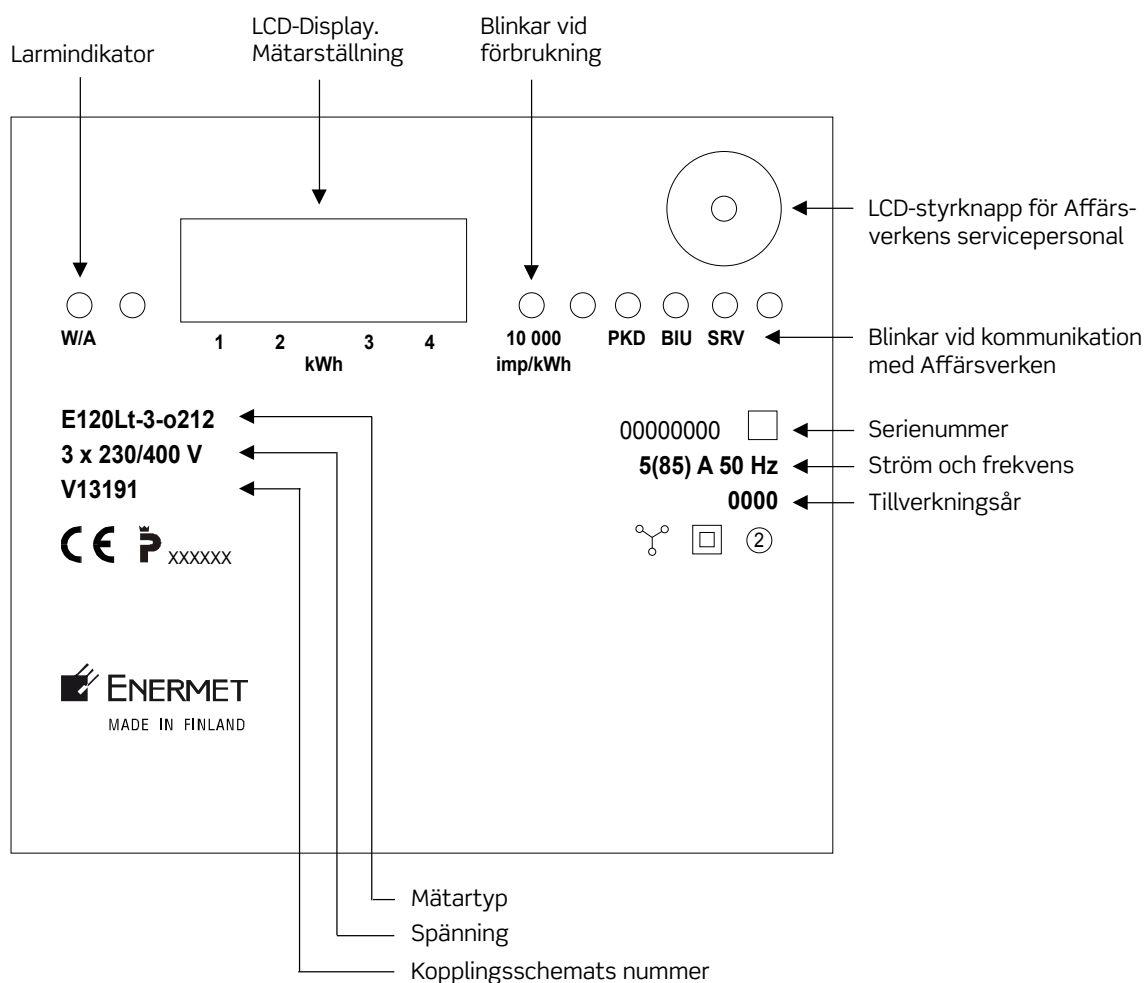 Larmindikator
LCD-Display.
Mätarställning
Blinkar vid
förbrukning
LCD-styrknapp för Affärs-
verkens servicepersonal
W/A
1 2 3 4
kWh
10 000
imp/kWh
PKD BIU SRV
Blinkar vid kommunikation
med Affärsverken
E120Lt-3-o212
3 x 230/400 V
V13191
00000000
Serienummer
5(85) A 50 Hz
Ström och frekvens
0000
Tillverkningsår
CE P xxxxxx
2
ENERMET
MADE IN FINLAND
Mätartyp
Spänning
Kopplingsschemats nummer